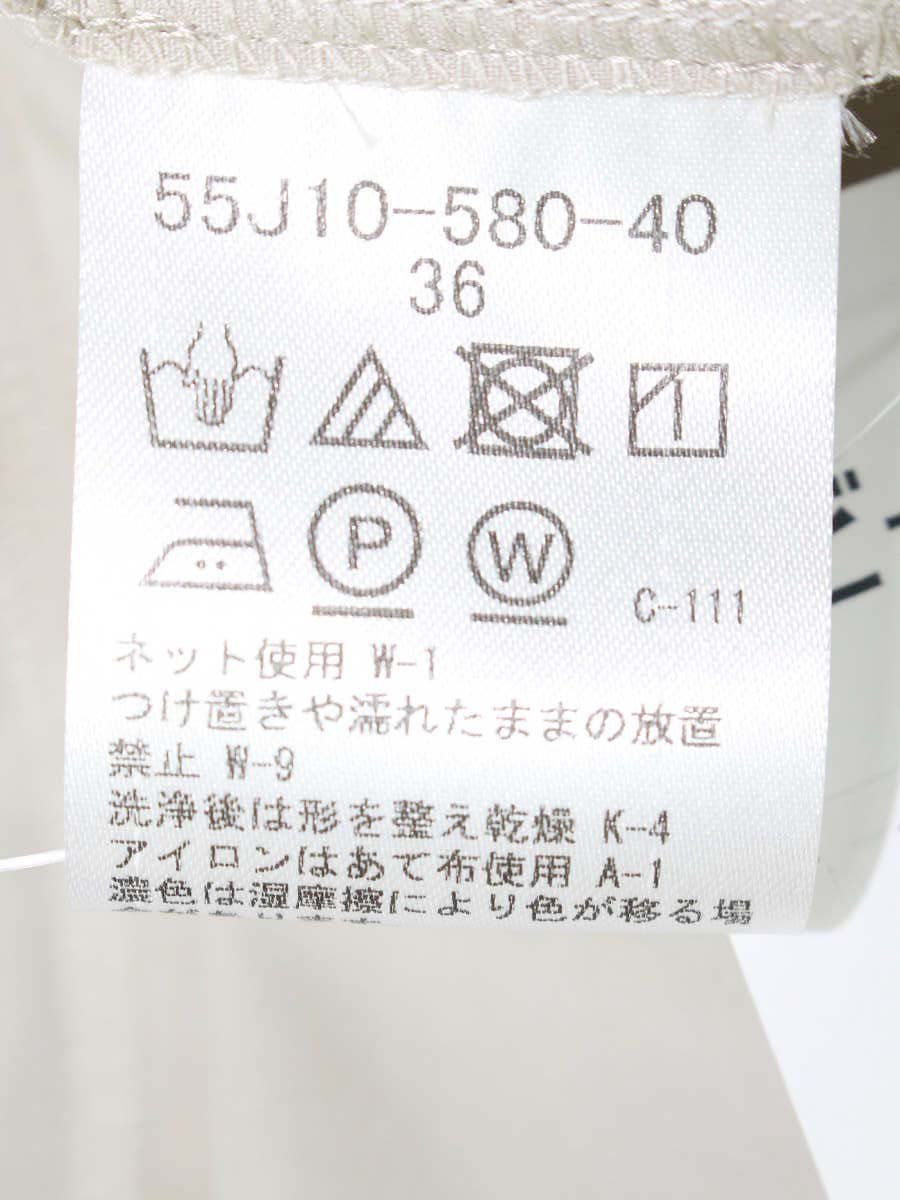 55J10-580-40
36
P
W
C-111
ネット使用 W-1
つけ置きや濡れたままの放置
禁止 W-9
洗浄後は形を整え乾燥 K-4
アイロンはあて布使用 A-1
濃色は湿摩擦により色が移る場